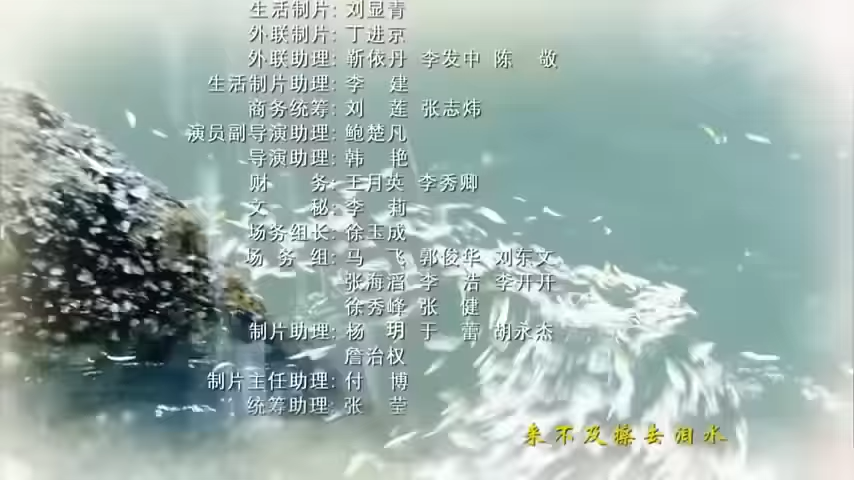 生活制片: 刘显青
外联制片: 丁进京
外联助理: 靳依丹 李发中 陈 敬
生活制片助理: 李 建
商务统筹: 刘 莲 张志炜
演员副导演助理: 鲍楚凡
导演助理: 韩 艳
财 务: 王月英 李秀卿
文 秘: 李 莉
场务组长: 徐玉成
场 务 组: 马 飞 郭俊华 刘东文
张海滔 李 浩 李开开
徐秀峰 张 健
制片助理: 杨 玥 于 蕾 胡永杰
詹治权
制片主任助理: 付 博
统筹助理: 张 莹
来不及擦去泪水